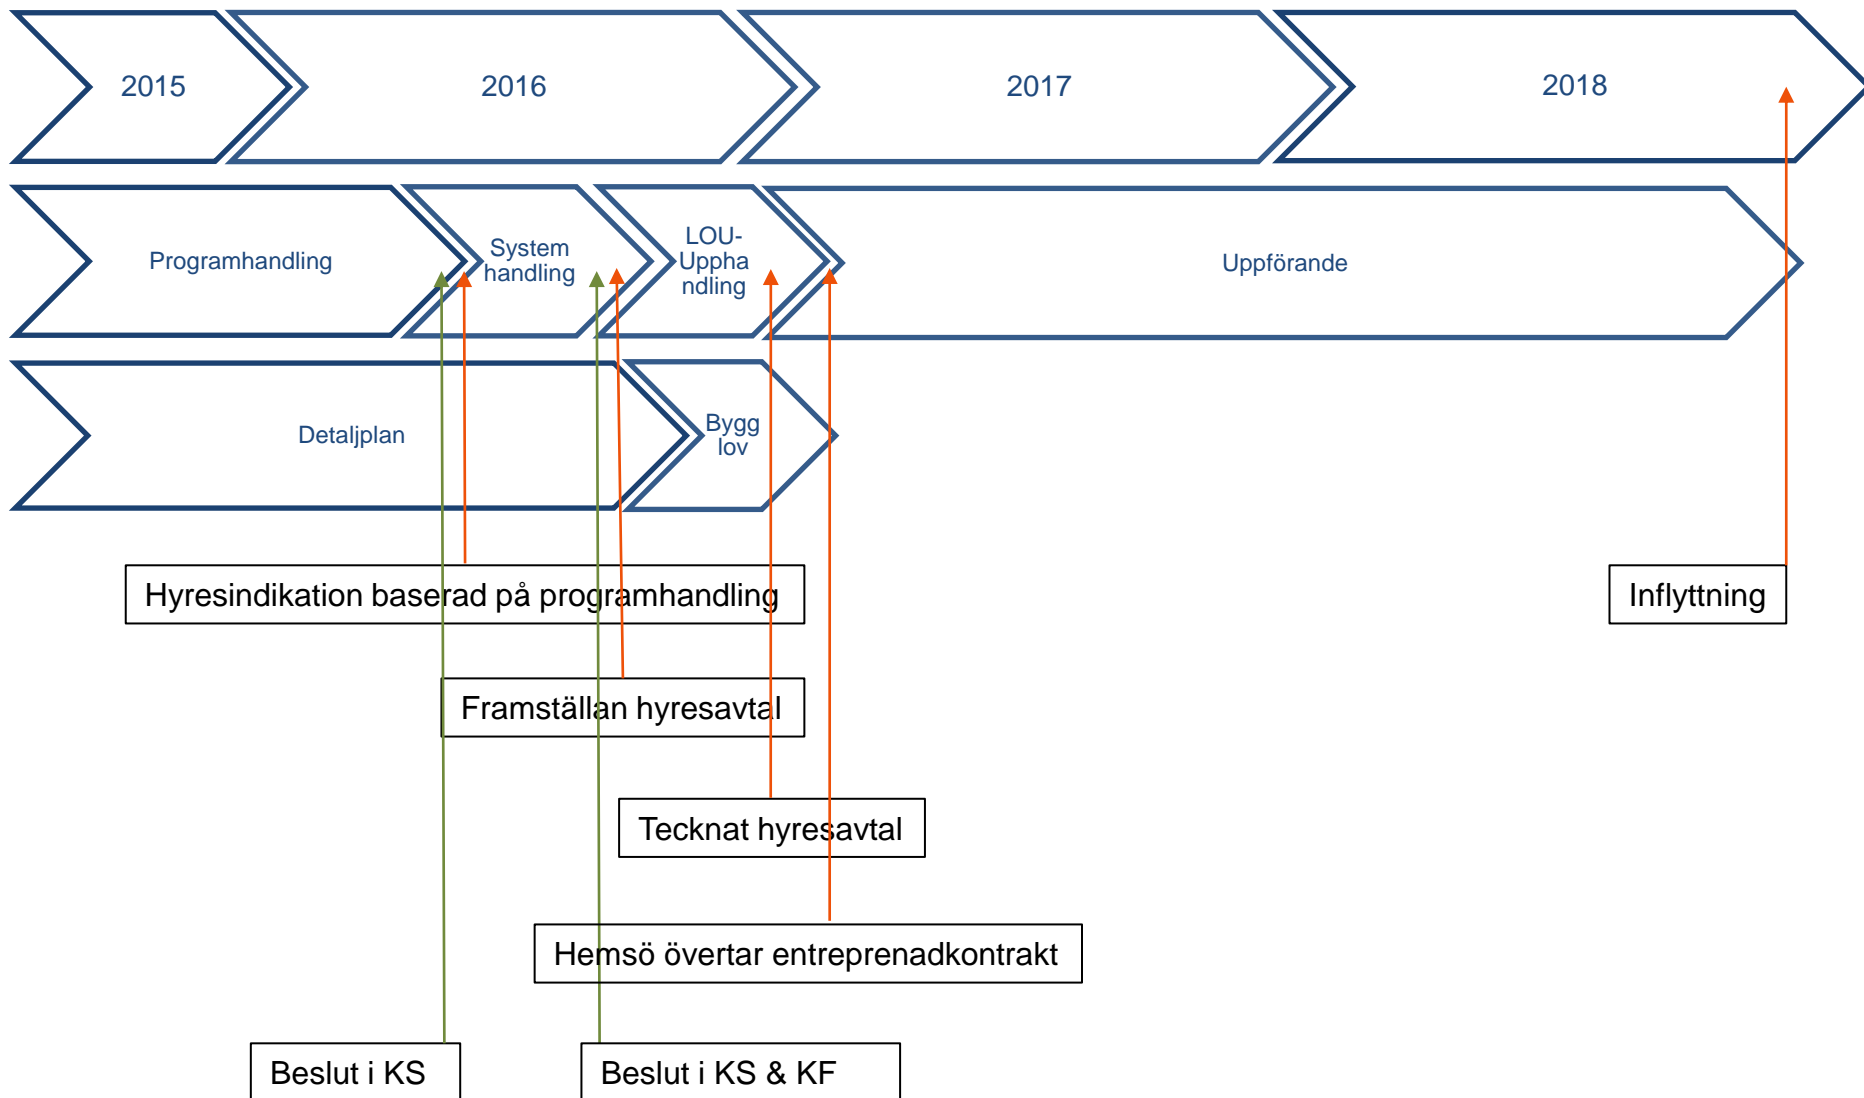 2015
2016
2017
2018
Programhandling
System
handling
LOU-
Uppha
ndling
Uppförande
Detaljplan
Bygg
lov
Hyresindikation baserad på programhandling
Inflyttning
Framställan hyresavtal
Tecknat hyresavtal
Hemsö övertar entreprenadkontrakt
Beslut i KS
Beslut i KS & KF